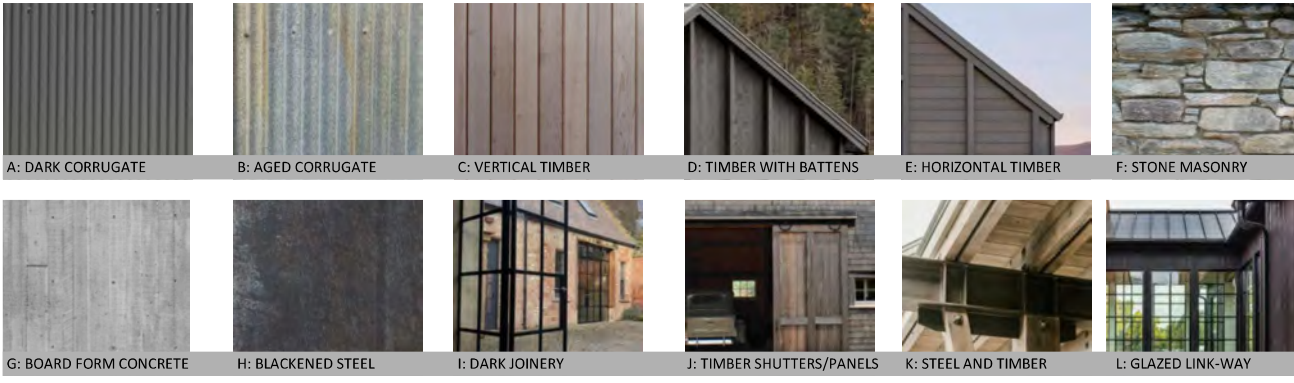 A: DARK CORRUGATE
B: AGED CORRUGATE
C: VERTICAL TIMBER
D: TIMBER WITH BATTENS
E: HORIZONTAL TIMBER
F: STONE MASONRY
G: BOARD FORM CONCRETE
H: BLACKENED STEEL
I: DARK JOINERY
J: TIMBER SHUTTERS/PANELS
K: STEEL AND TIMBER
L: GLAZED LINK-WAY